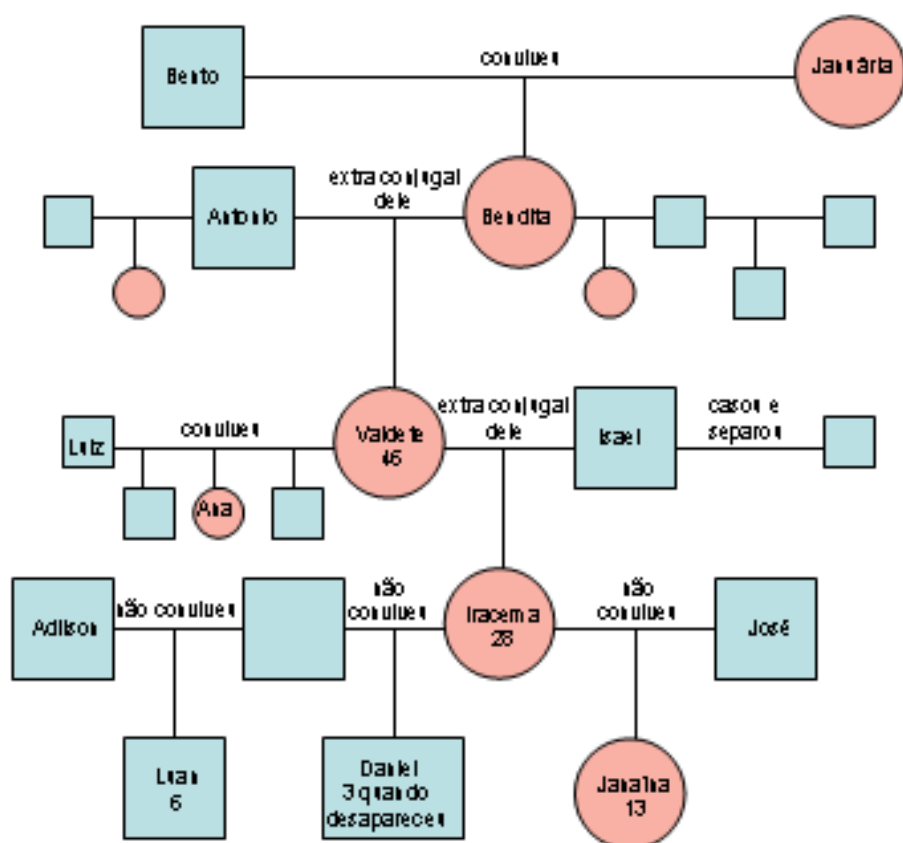 conviveu
Bento
Januária
extraconjugal
dele
Antonio
Bendita
extraconjugal
dele
casou e
separou
conviveu
Luiz
Valdete
46
Israel
Ana
não
conviveu
não
conviveu
não conviveu
Adilson
Iracema
28
José
Luan
6
Daniel
3 quando
desapareceu
Janaína
13